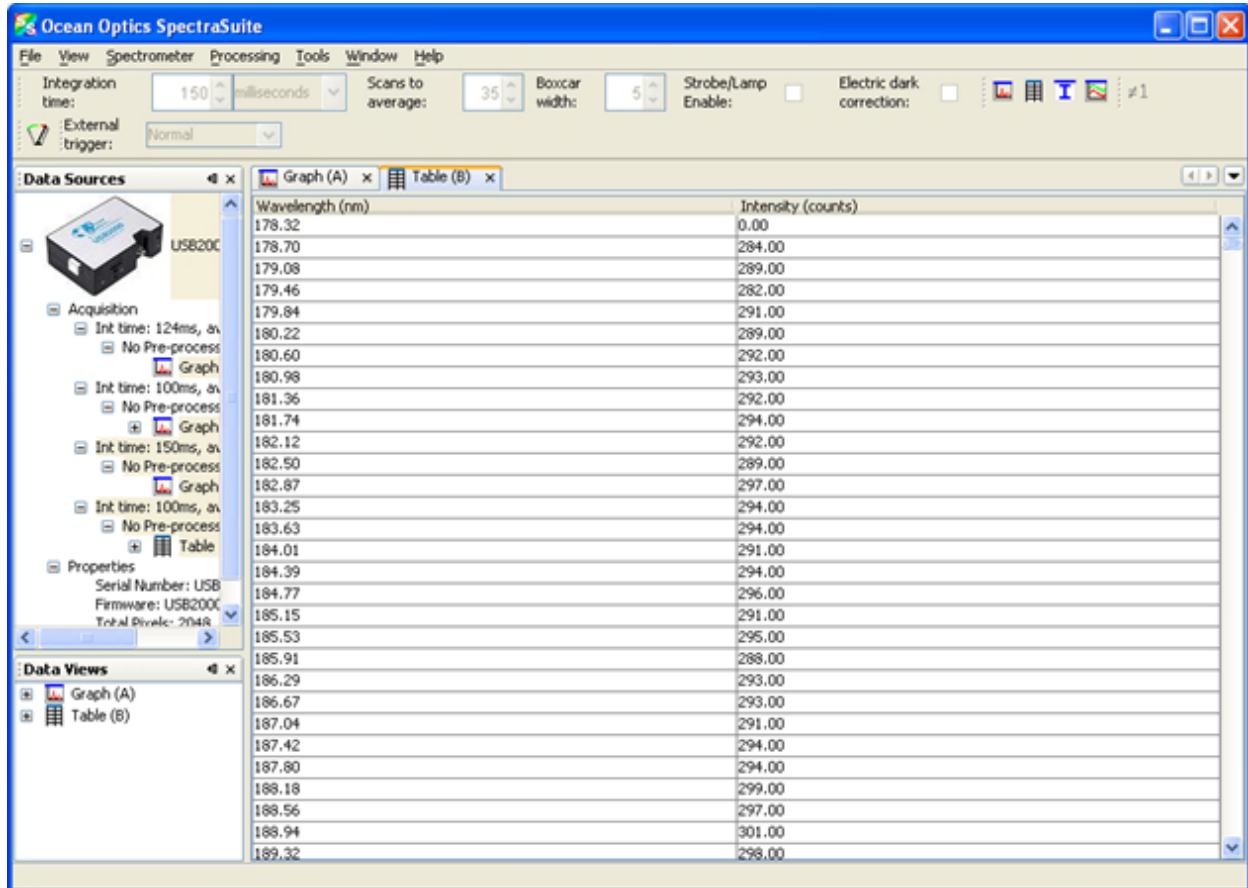 Ocean Optics SpectraSuite
File View Spectrometer Processing Tools Window Help
Integration time: 150 milliseconds Scans to average: 35 Boxcar width: 5 Strobe/Lamp Enable: Electric dark correction: ≠1
External trigger: Normal
Data Sources
USB200
Acquisition
Int time: 124ms, av
No Pre-process
Graph
Int time: 100ms, av
No Pre-process
Graph
Int time: 150ms, av
No Pre-process
Graph
Int time: 100ms, av
No Pre-process
Table
Properties
Serial Number: USB
Firmware: USB2000
Total Pixels: 2048
Data Views
Graph (A)
Table (B)
Graph (A) Table (B)
Wavelength (nm) Intensity (counts)
178.32 0.00
178.70 284.00
179.08 289.00
179.46 282.00
179.84 291.00
180.22 289.00
180.60 292.00
180.98 293.00
181.36 292.00
181.74 294.00
182.12 292.00
182.50 289.00
182.87 297.00
183.25 294.00
183.63 294.00
184.01 291.00
184.39 294.00
184.77 296.00
185.15 291.00
185.53 295.00
185.91 288.00
186.29 293.00
186.67 293.00
187.04 291.00
187.42 294.00
187.80 294.00
188.18 299.00
188.56 297.00
188.94 301.00
189.32 298.00